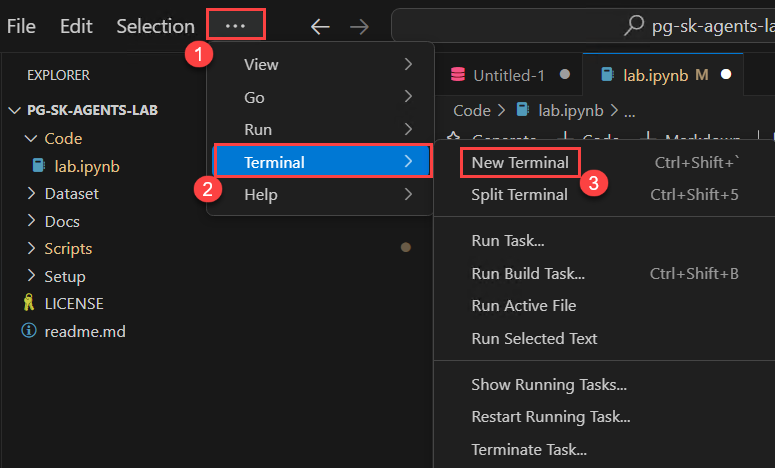 File Edit Selection ... pg-sk-agents-la
1
EXPLORER
PG-SK-AGENTS-LAB
Code
lab.ipynb
Dataset
Docs
Scripts
Setup
LICENSE
readme.md
View
Go
Run
Terminal
2
Help
Untitled-1 lab.ipynb M
Code > lab.ipynb > ...
Generate Code Markdown
New Terminal Ctrl+Shift+`
3
Split Terminal Ctrl+Shift+5
Run Task...
Run Build Task... Ctrl+Shift+B
Run Active File
Run Selected Text
Show Running Tasks...
Restart Running Task...
Terminate Task...